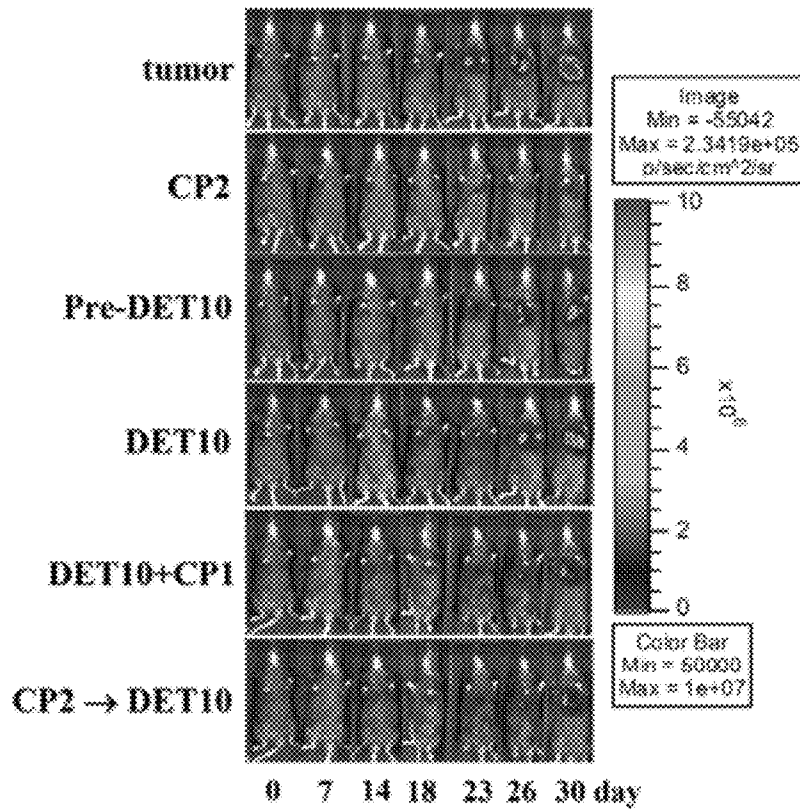 tumor
CP2
Pre-DET10
DET10
DET10+CP1
CP2 → DET10
0 7 14 18 23 26 30 day
Image
Min = -55042
Max = 2.3419e+05
p/sec/cm^2/sr
10
8
6
4
2
0
Color Bar
Min = 60000
Max = 1e+07